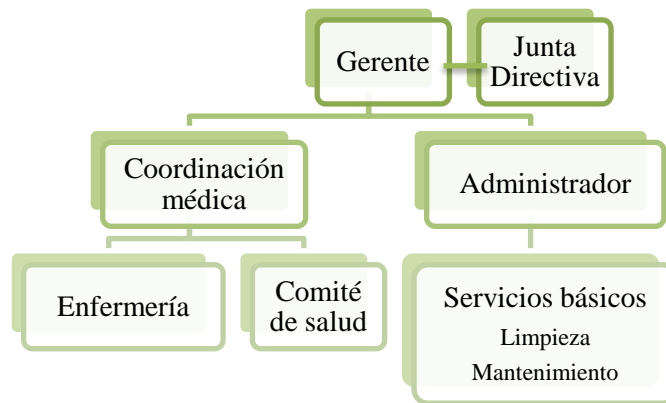 Gerente
Junta
Directiva
Coordinación
médica
Administrador
Enfermería
Comité
de salud
Servicios básicos
Limpieza
Mantenimiento